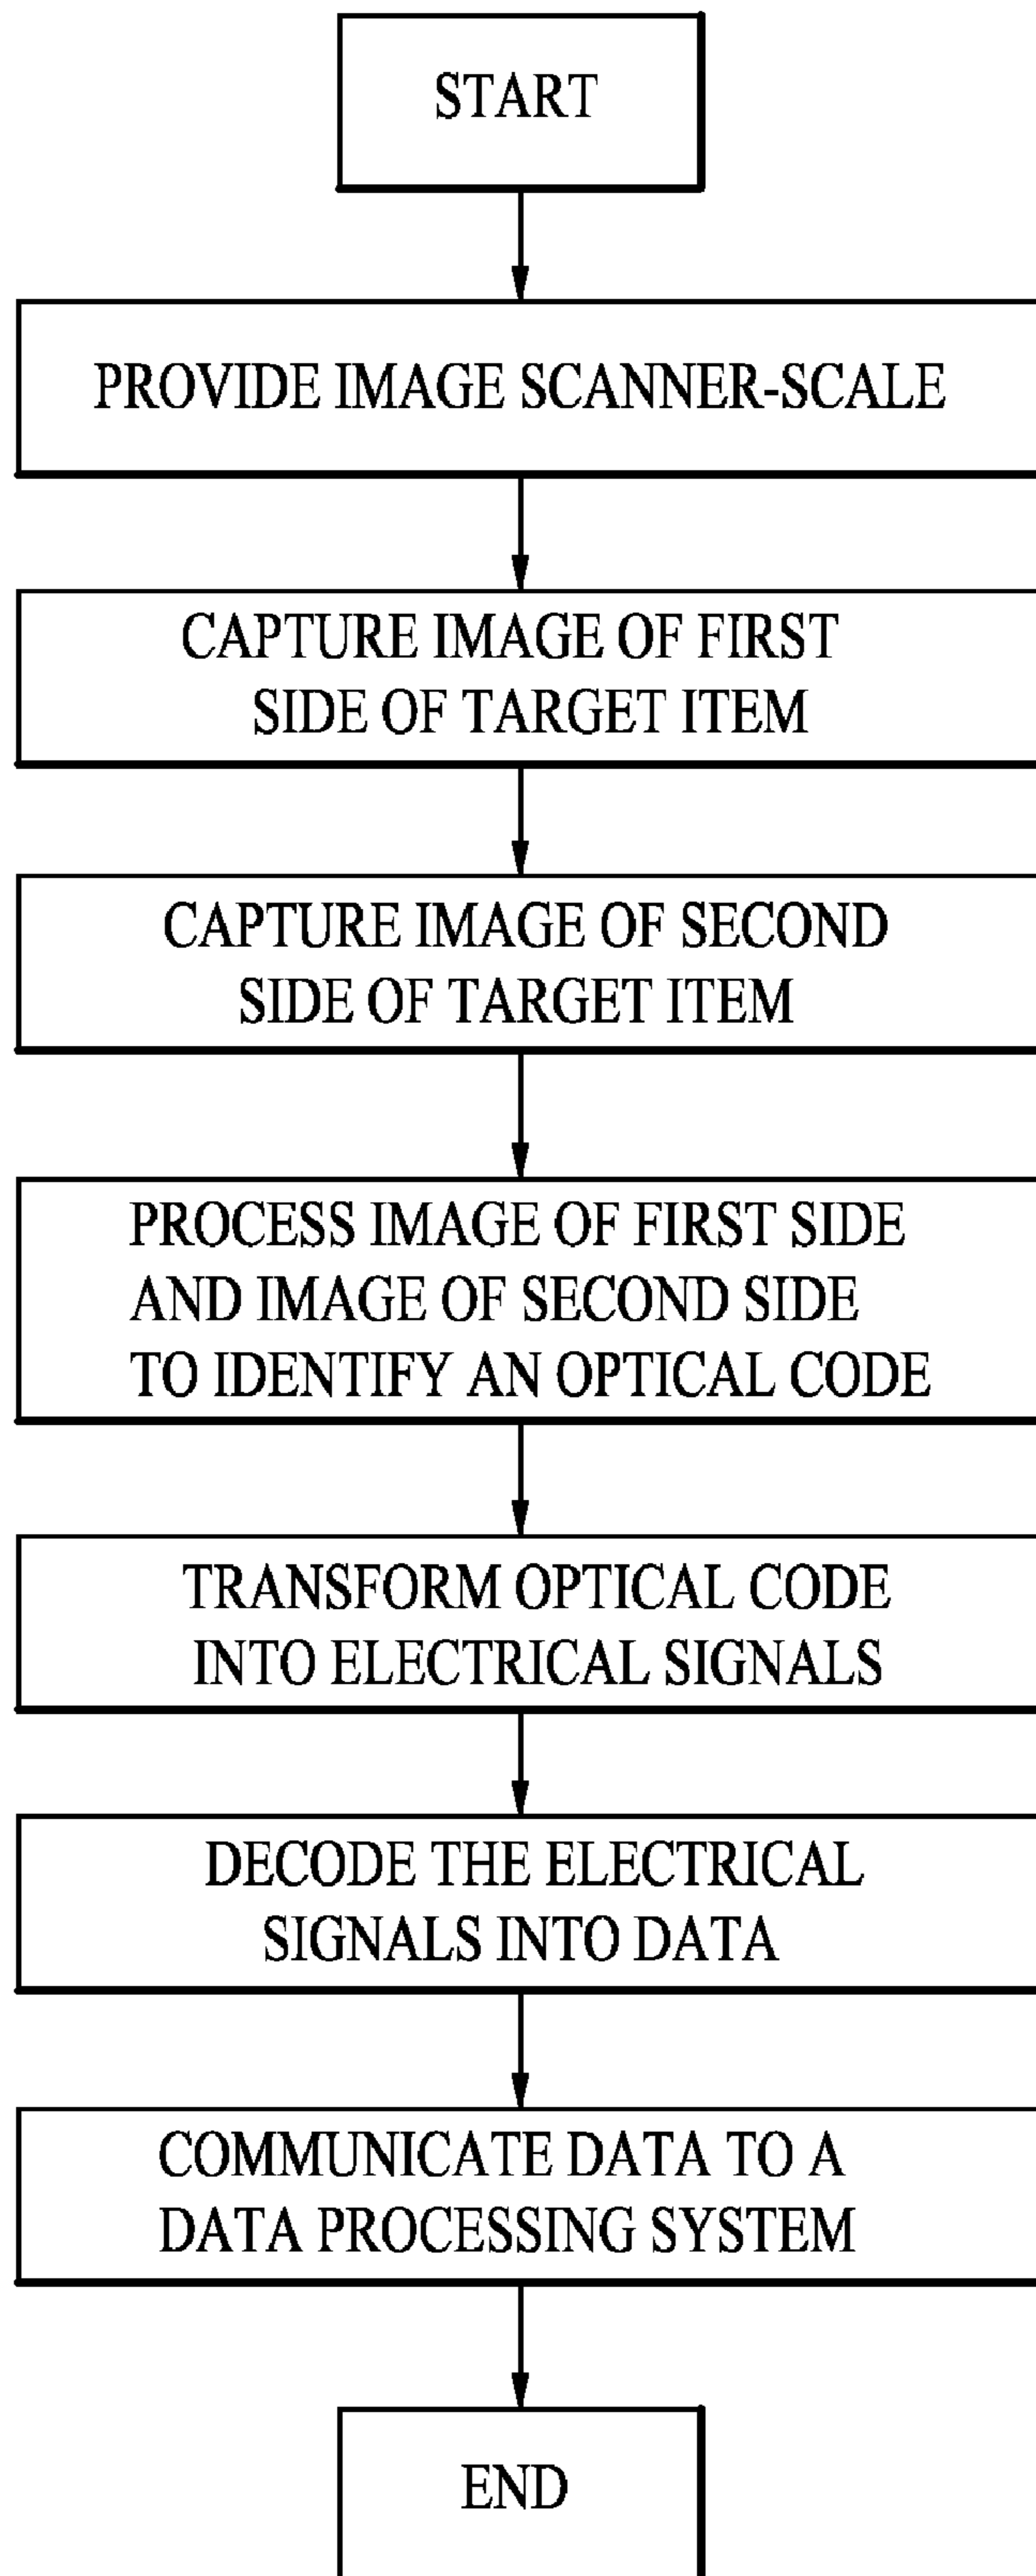 START
PROVIDE IMAGE SCANNER-SCALE
CAPTURE IMAGE OF FIRST
SIDE OF TARGET ITEM
CAPTURE IMAGE OF SECOND
SIDE OF TARGET ITEM
PROCESS IMAGE OF FIRST SIDE
AND IMAGE OF SECOND SIDE
TO IDENTIFY AN OPTICAL CODE
TRANSFORM OPTICAL CODE
INTO ELECTRICAL SIGNALS
DECODE THE ELECTRICAL
SIGNALS INTO DATA
COMMUNICATE DATA TO A
DATA PROCESSING SYSTEM
END